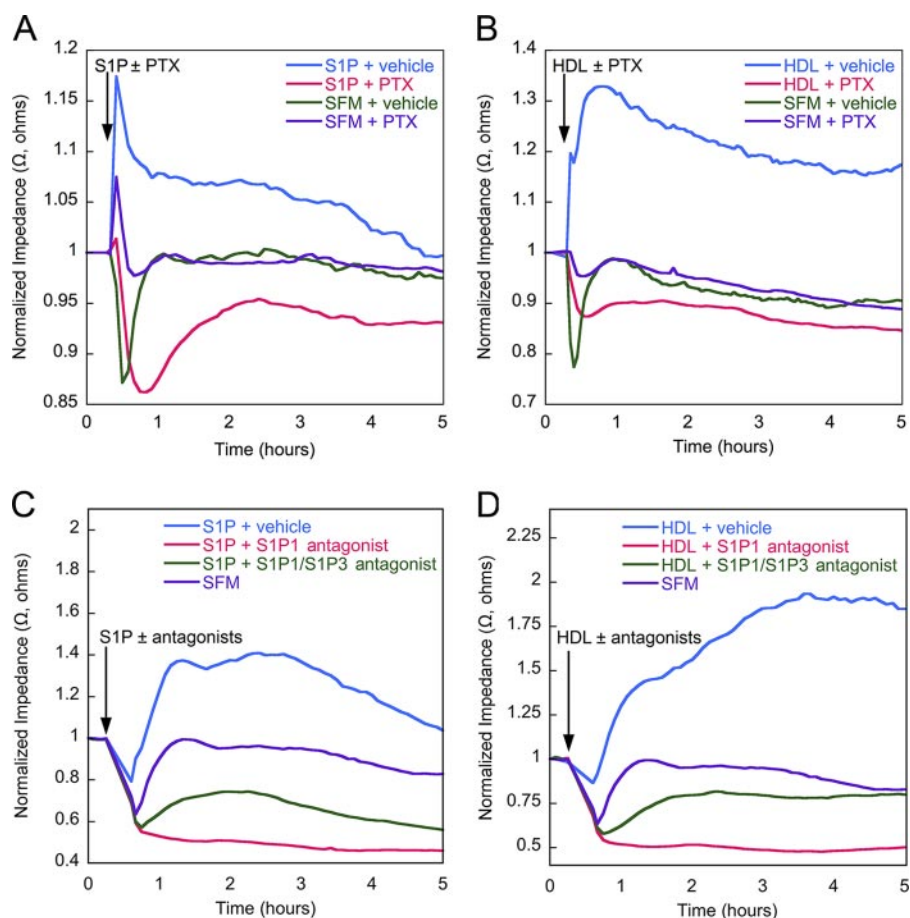 A
S1P ± PTX
S1P + vehicle
S1P + PTX
SFM + vehicle
SFM + PTX
Normalized Impedance (Ω, ohms)
1.2
1.15
1.1
1.05
1
0.95
0.9
0.85
0 1 2 3 4 5
Time (hours)
B
HDL ± PTX
HDL + vehicle
HDL + PTX
SFM + vehicle
SFM + PTX
Normalized Impedance (Ω, ohms)
1.4
1.3
1.2
1.1
1
0.9
0.8
0.7
0 1 2 3 4 5
Time (hours)
C
S1P + vehicle
S1P + S1P1 antagonist
S1P + S1P1/S1P3 antagonist
SFM
S1P ± antagonists
Normalized Impedance (Ω, ohms)
2
1.8
1.6
1.4
1.2
1
0.8
0.6
0.4
0 1 2 3 4 5
Time (hours)
D
HDL + vehicle
HDL + S1P1 antagonist
HDL + S1P1/S1P3 antagonist
SFM
HDL ± antagonists
Normalized Impedance (Ω, ohms)
2.25
2
1.75
1.5
1.25
1
0.75
0.5
0 1 2 3 4 5
Time (hours)